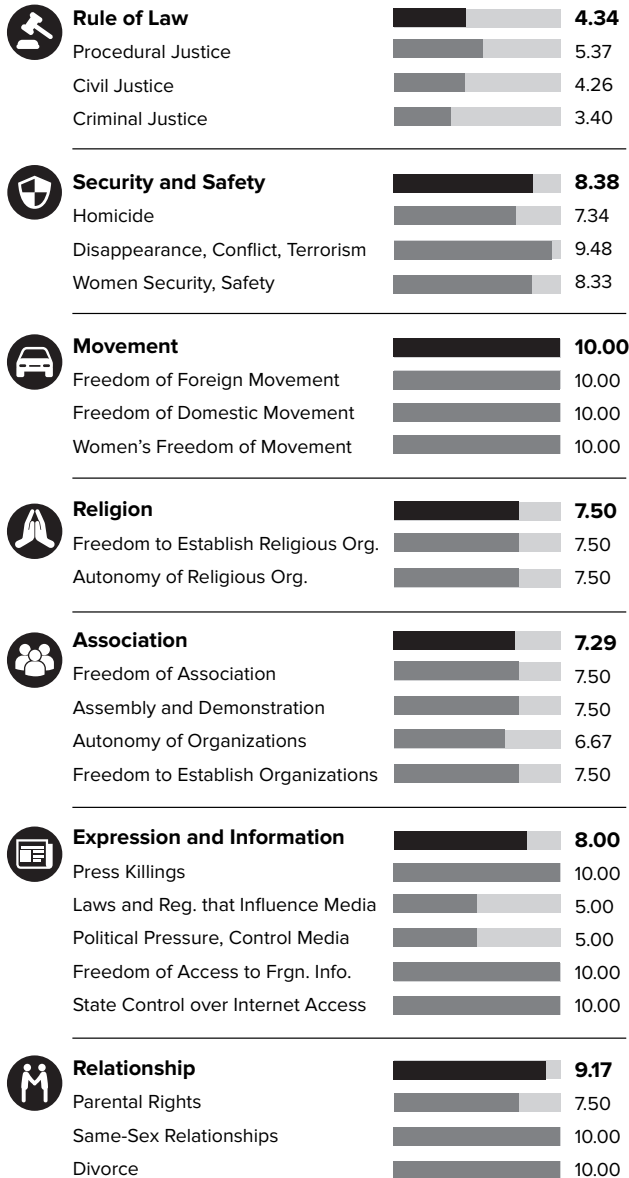 Rule of Law 4.34
Procedural Justice 5.37
Civil Justice 4.26
Criminal Justice 3.40
Security and Safety 8.38
Homicide 7.34
Disappearance, Conflict, Terrorism 9.48
Women Security, Safety 8.33
Movement 10.00
Freedom of Foreign Movement 10.00
Freedom of Domestic Movement 10.00
Women's Freedom of Movement 10.00
Religion 7.50
Freedom to Establish Religious Org. 7.50
Autonomy of Religious Org. 7.50
Association 7.29
Freedom of Association 7.50
Assembly and Demonstration 7.50
Autonomy of Organizations 6.67
Freedom to Establish Organizations 7.50
Expression and Information 8.00
Press Killings 10.00
Laws and Reg. that Influence Media 5.00
Political Pressure, Control Media 5.00
Freedom of Access to Frgn. Info. 10.00
State Control over Internet Access 10.00
Relationship 9.17
Parental Rights 7.50
Same-Sex Relationships 10.00
Divorce 10.00